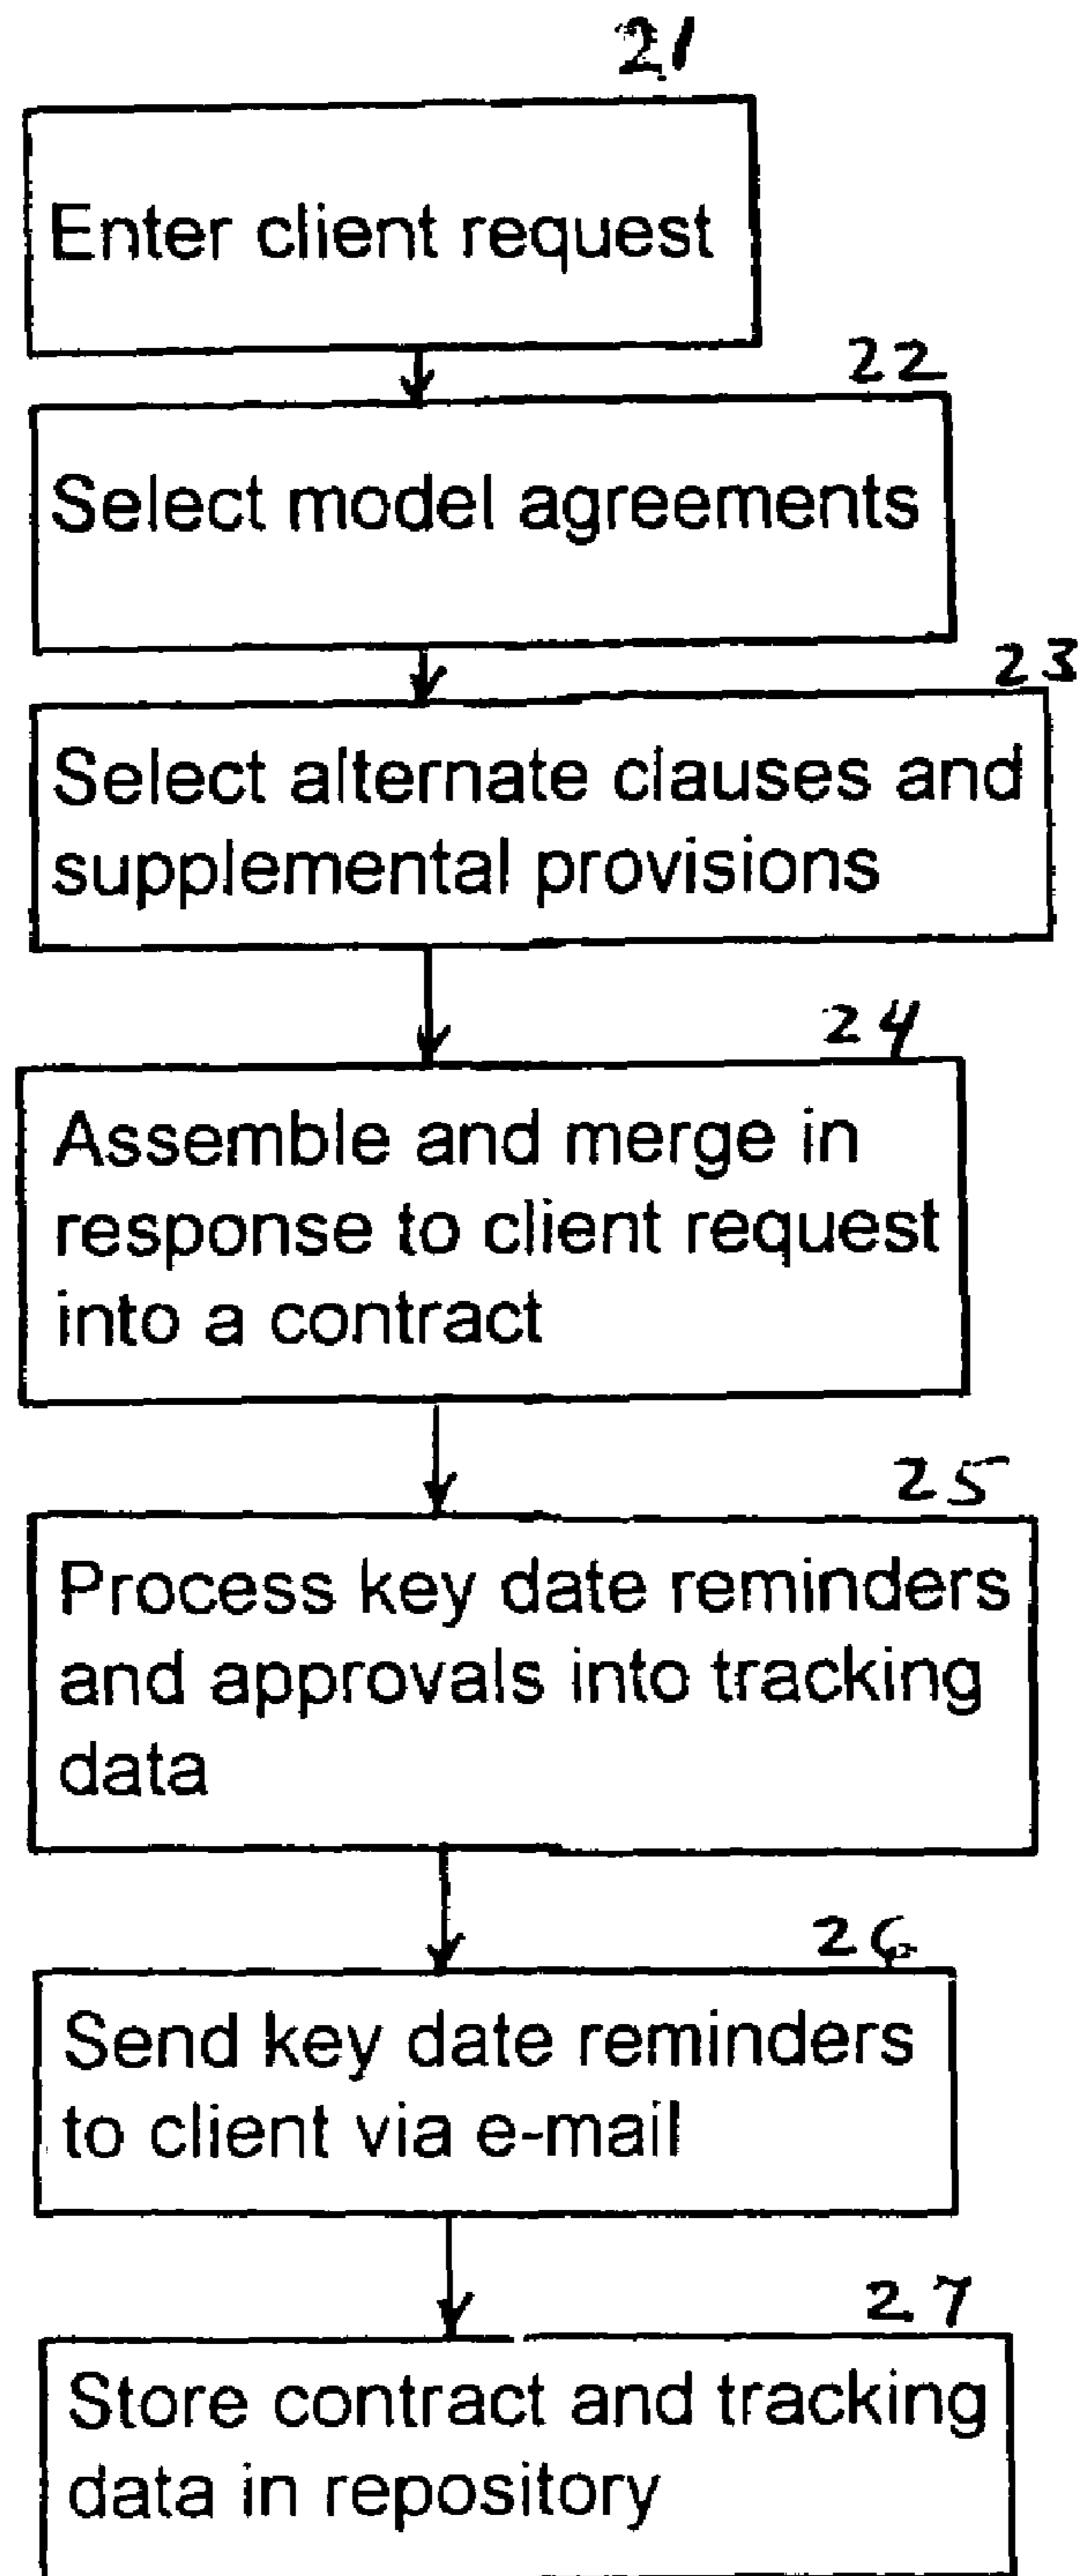 21
Enter client request
22
Select model agreements
23
Select alternate clauses and
supplemental provisions
24
Assemble and merge in
response to client request
into a contract
25
Process key date reminders
and approvals into tracking
data
26
Send key date reminders
to client via e-mail
27
Store contract and tracking
data in repository